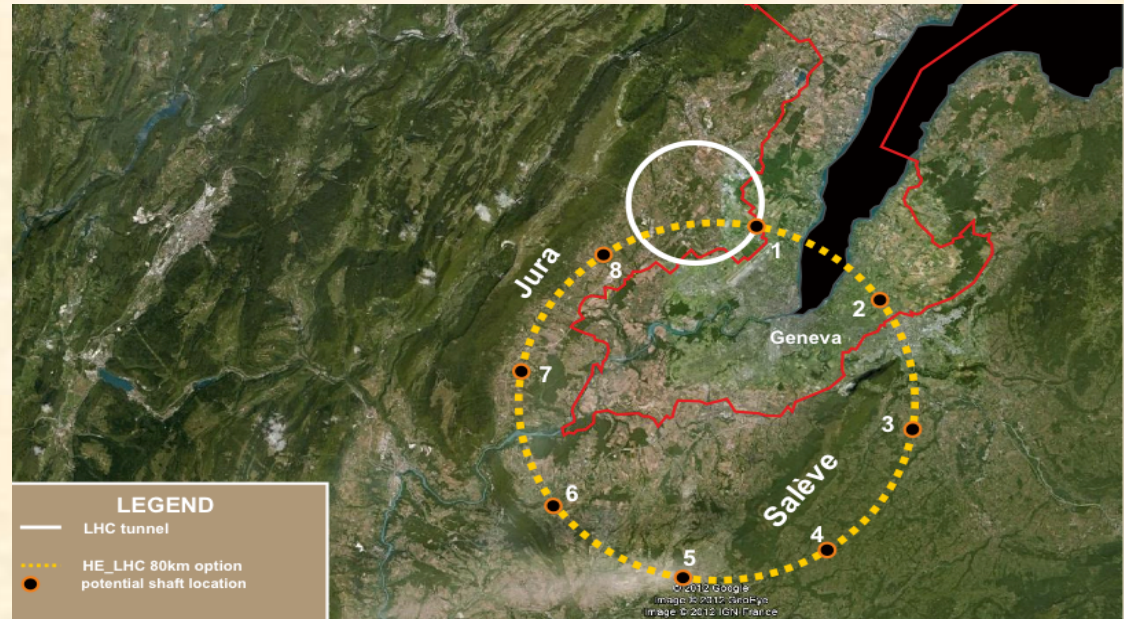 1
8
Jura
2
Geneva
7
3
Salève
6
4
5
LEGEND
LHC tunnel
HE_LHC 80km option
potential shaft location
© 2012 Google
Image © 2012 GeoEye
Image © 2012 IGN France